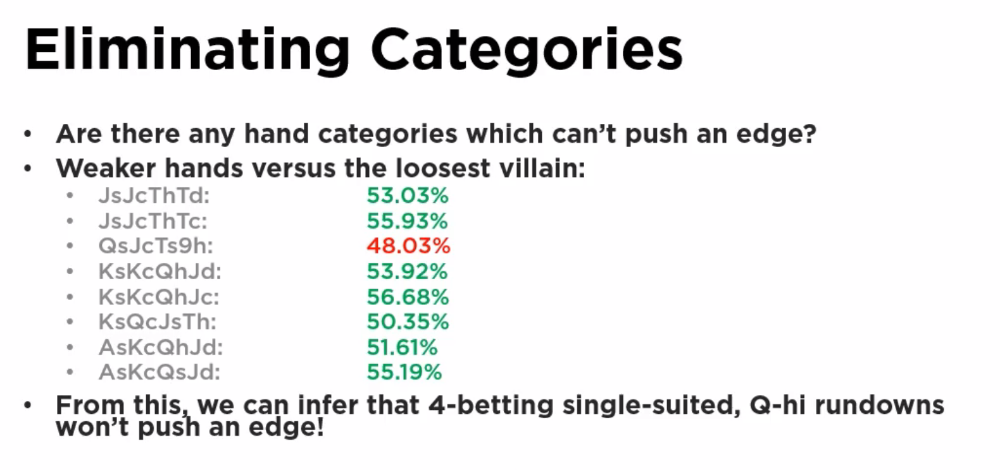 Eliminating Categories
• Are there any hand categories which can’t push an edge?
• Weaker hands versus the loosest villain:
• JsJcThTd: 53.03%
• JsJcThTc: 55.93%
• QsJcTs9h: 48.03%
• KsKcQhJd: 53.92%
• KsKcQhJc: 56.68%
• KsQcJsTh: 50.35%
• AsKcQhJd: 51.61%
• AsKcQsJd: 55.19%
• From this, we can infer that 4-betting single-suited, Q-hi rundowns
won’t push an edge!